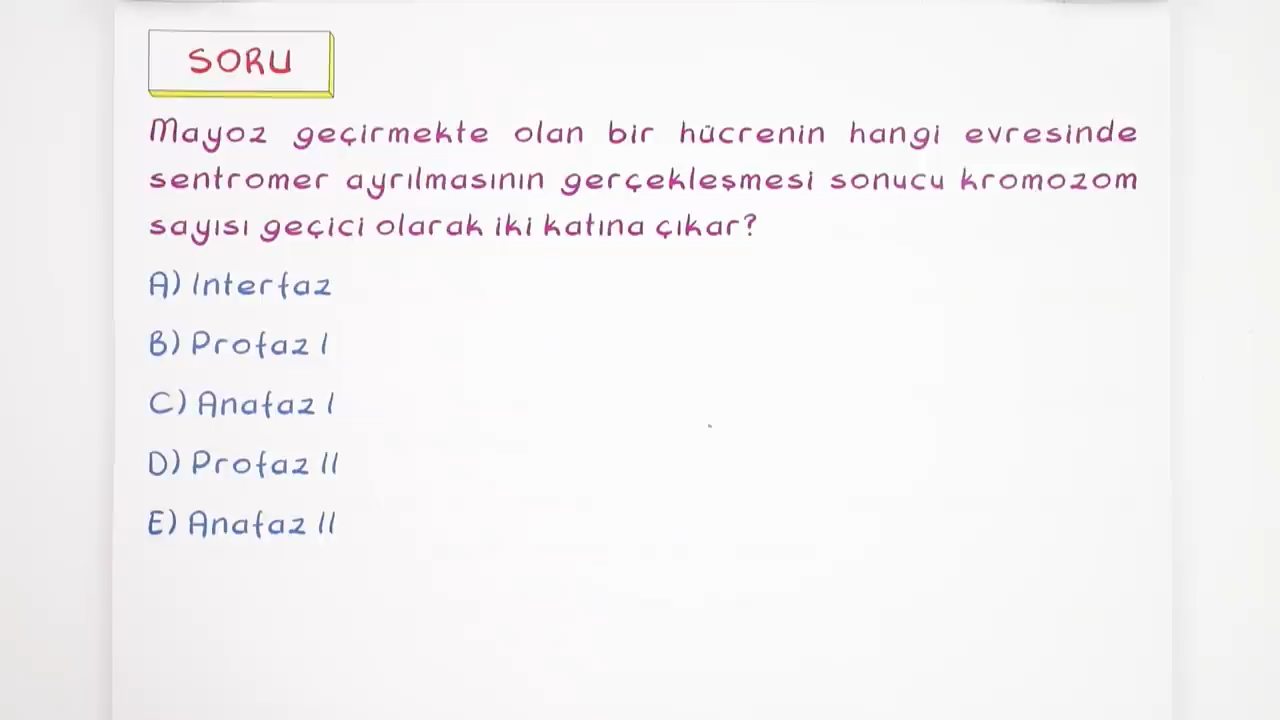 SORU
Mayoz geçirmekte olan bir hücrenin hangi evresinde
sentromer ayrılmasının gerçekleşmesi sonucu kromozom
sayısı geçici olarak iki katına çıkar?
A) Interfaz
B) Profaz I
C) Anafaz I
D) Profaz II
E) Anafaz II